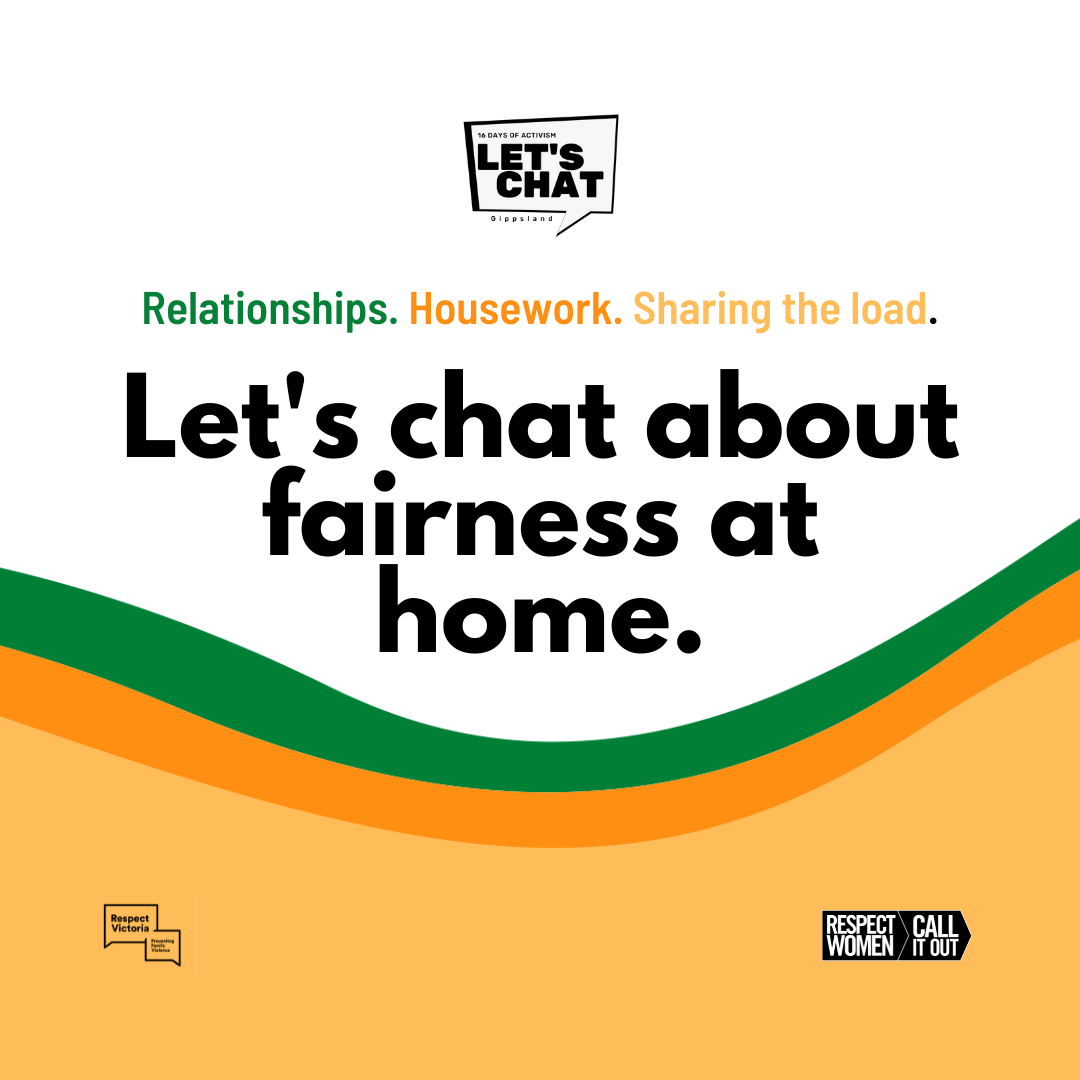 16 DAYS OF ACTIVISM
LET'S
CHAT
Gippsland
Relationships. Housework. Sharing the load.
Let's chat about
fairness at
home.
Respect
Victoria
Preventing
Family
Violence
RESPECT
WOMEN
CALL
IT OUT